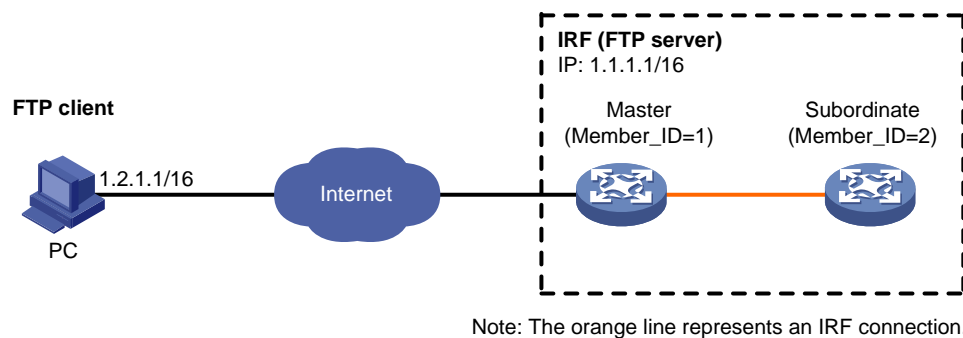 IRF (FTP server)
IP: 1.1.1.1/16
FTP client
Master
(Member_ID=1)
Subordinate
(Member_ID=2)
1.2.1.1/16
Internet
PC
Note: The orange line represents an IRF connection